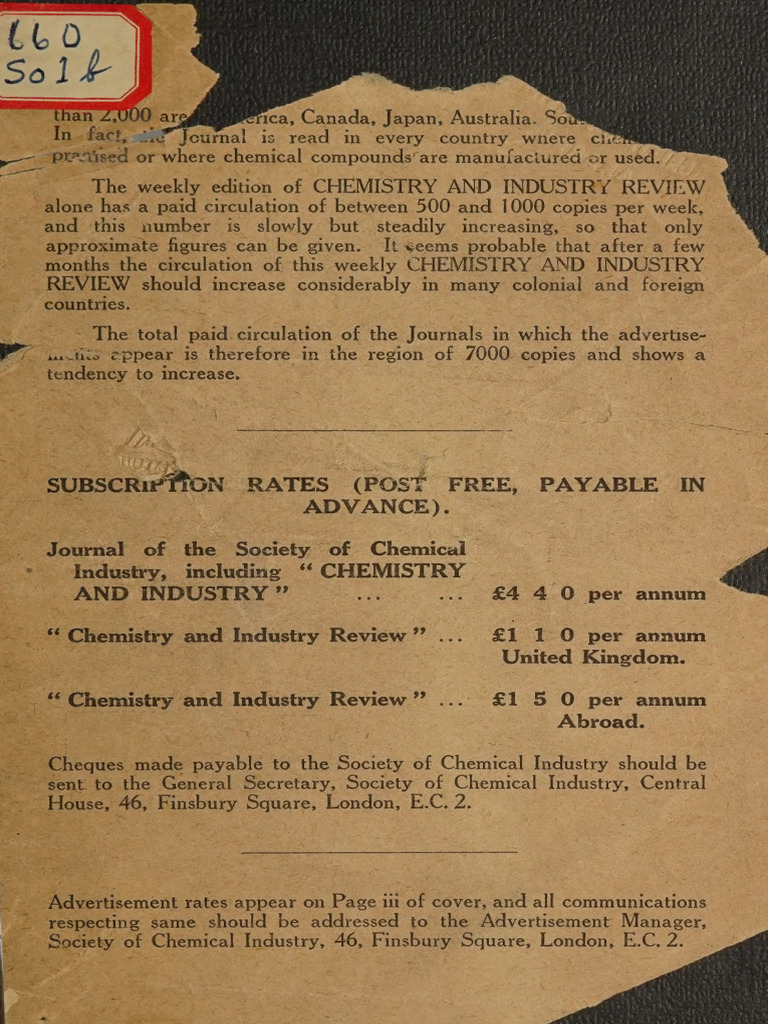 660
So1b
than 2,000 are America, Canada, Japan, Australia.
In fact, the Journal is read in every country where
practised or where chemical compounds are manufactured or used.
The weekly edition of CHEMISTRY AND INDUSTRY REVIEW
alone has a paid circulation of between 500 and 1000 copies per week,
and this number is slowly but steadily increasing, so that only
approximate figures can be given. It seems probable that after a few
months the circulation of this weekly CHEMISTRY AND INDUSTRY
REVIEW should increase considerably in many colonial and foreign
countries.
The total paid circulation of the Journals in which the advertise-
ments appear is therefore in the region of 7000 copies and shows a
tendency to increase.
SUBSCRIPTION RATES (POST FREE, PAYABLE IN
ADVANCE).
Journal of the Society of Chemical
Industry, including “ CHEMISTRY
AND INDUSTRY ” ... ... £4 4 0 per annum
“ Chemistry and Industry Review ” ... £1 1 0 per annum
United Kingdom.
“ Chemistry and Industry Review ” ... £1 5 0 per annum
Abroad.
Cheques made payable to the Society of Chemical Industry should be
sent to the General Secretary, Society of Chemical Industry, Central
House, 46, Finsbury Square, London, E.C. 2.
Advertisement rates appear on Page iii of cover, and all communications
respecting same should be addressed to the Advertisement Manager,
Society of Chemical Industry, 46, Finsbury Square, London, E.C. 2.